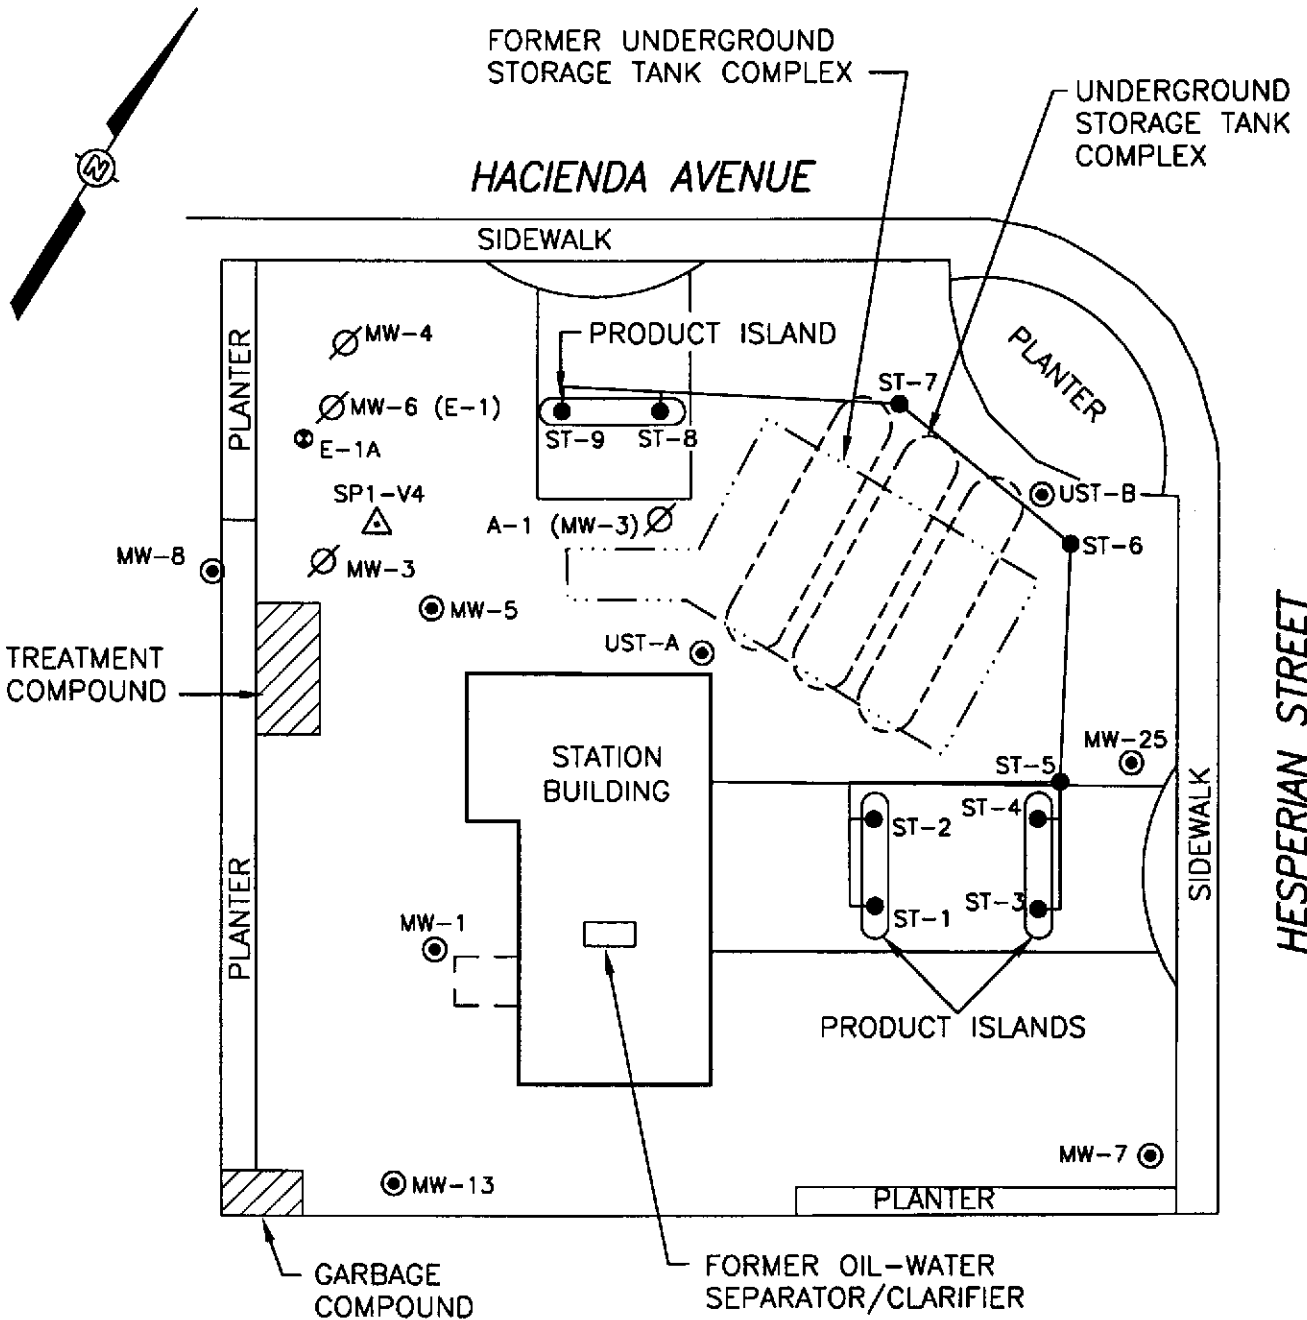 FORMER UNDERGROUND
STORAGE TANK COMPLEX
UNDERGROUND
STORAGE TANK
COMPLEX
N
HACIENDA AVENUE
SIDEWALK
PLANTER
MW-4
PRODUCT ISLAND
PLANTER
ST-7
MW-6 (E-1)
ST-9
ST-8
E-1A
SP1-V4
UST-B
A-1 (MW-3)
ST-6
MW-8
MW-3
MW-5
UST-A
TREATMENT
COMPOUND
HESPERIAN STREET
STATION
BUILDING
MW-25
ST-5
ST-2
ST-4
SIDEWALK
PLANTER
ST-1
ST-3
MW-1
PRODUCT ISLANDS
MW-7
MW-13
PLANTER
GARBAGE
COMPOUND
FORMER OIL-WATER
SEPARATOR/CLARIFIER